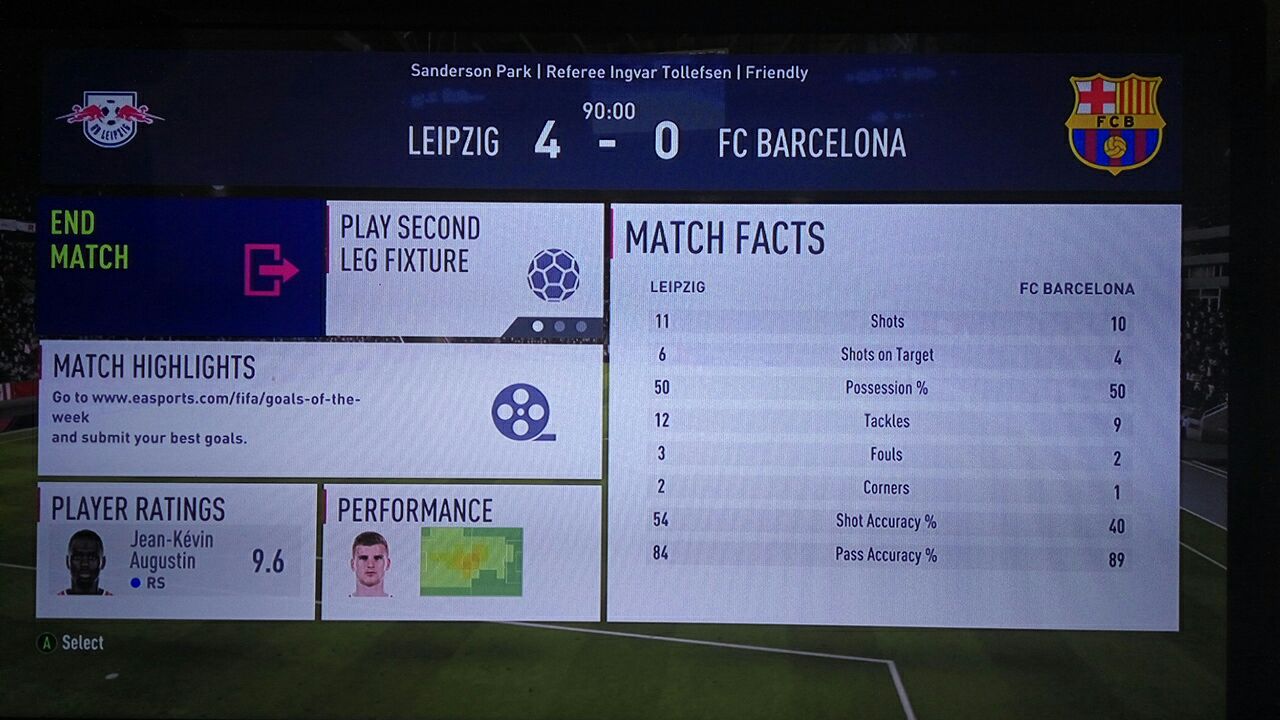 Sanderson Park | Referee Ingvar Tollefsen | Friendly
90:00
LEIPZIG 4 - 0 FC BARCELONA
RB LEIPZIG
FCB
END
MATCH
PLAY SECOND
LEG FIXTURE
MATCH HIGHLIGHTS
Go to www.easports.com/fifa/goals-of-the-
week
and submit your best goals.
PLAYER RATINGS
Jean-Kévin
Augustin
RS
9.6
PERFORMANCE
MATCH FACTS
LEIPZIG FC BARCELONA
11 Shots 10
6 Shots on Target 4
50 Possession % 50
12 Tackles 9
3 Fouls 2
2 Corners 1
54 Shot Accuracy % 40
84 Pass Accuracy % 89
A Select